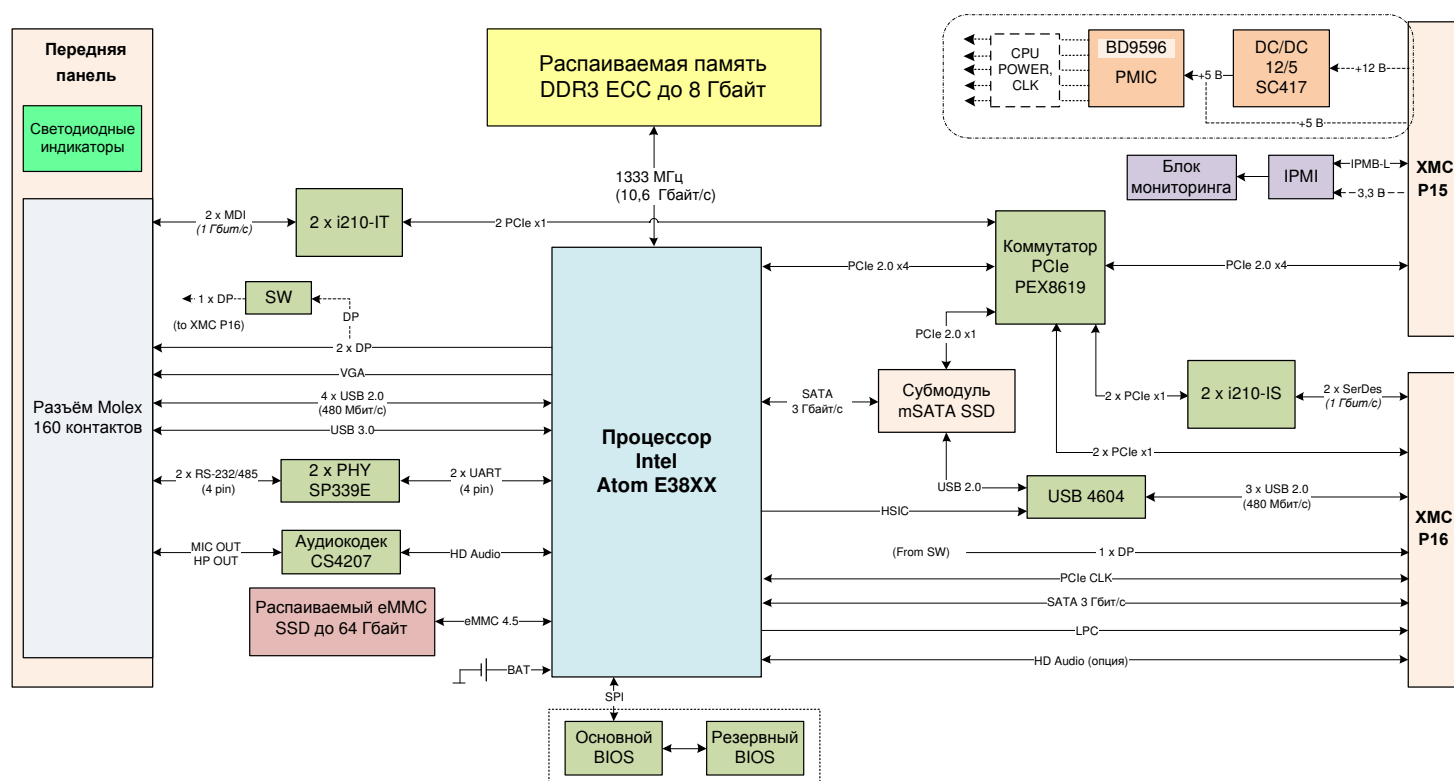 Передняя
панель
Светодиодные
индикаторы
Разъём Molex
160 контактов
Распаиваемая память
DDR3 ECC до 8 Гбайт
1333 МГц
(10,6 Гбайт/с)
CPU
POWER,
CLK
BD9596
PMIC
+5 В
DC/DC
12/5
SC417
+12 В
+5 В
XMC
P15
Блок
мониторинга
IPMI
IPMB-L
3,3 В
2 x MDI
(1 Гбит/с)
2 x i210-IT
2 PCIe x1
Коммутатор
PCIe
PEX8619
PCIe 2.0 x4
PCIe 2.0 x4
1 x DP
SW
(to XMC P16)
DP
2 x DP
VGA
4 x USB 2.0
(480 Мбит/с)
USB 3.0
PCIe 2.0 x1
SATA
3 Гбайт/с
Субмодуль
mSATA SSD
2 x PCIe x1
2 x i210-IS
2 x SerDes
(1 Гбит/с)
2 x PCIe x1
Процессор
Intel
Atom E38XX
2 x RS-232/485
(4 pin)
2 x PHY
SP339E
2 x UART
(4 pin)
USB 2.0
USB 4604
3 x USB 2.0
(480 Мбит/с)
HSIC
XMC
P16
MIC OUT
HP OUT
Аудиокодек
CS4207
HD Audio
(From SW)
1 x DP
PCIe CLK
SATA 3 Гбит/с
LPC
HD Audio (опция)
Распаиваемый eMMC
SSD до 64 Гбайт
eMMC 4.5
BAT
SPI
Основной
BIOS
Резервный
BIOS